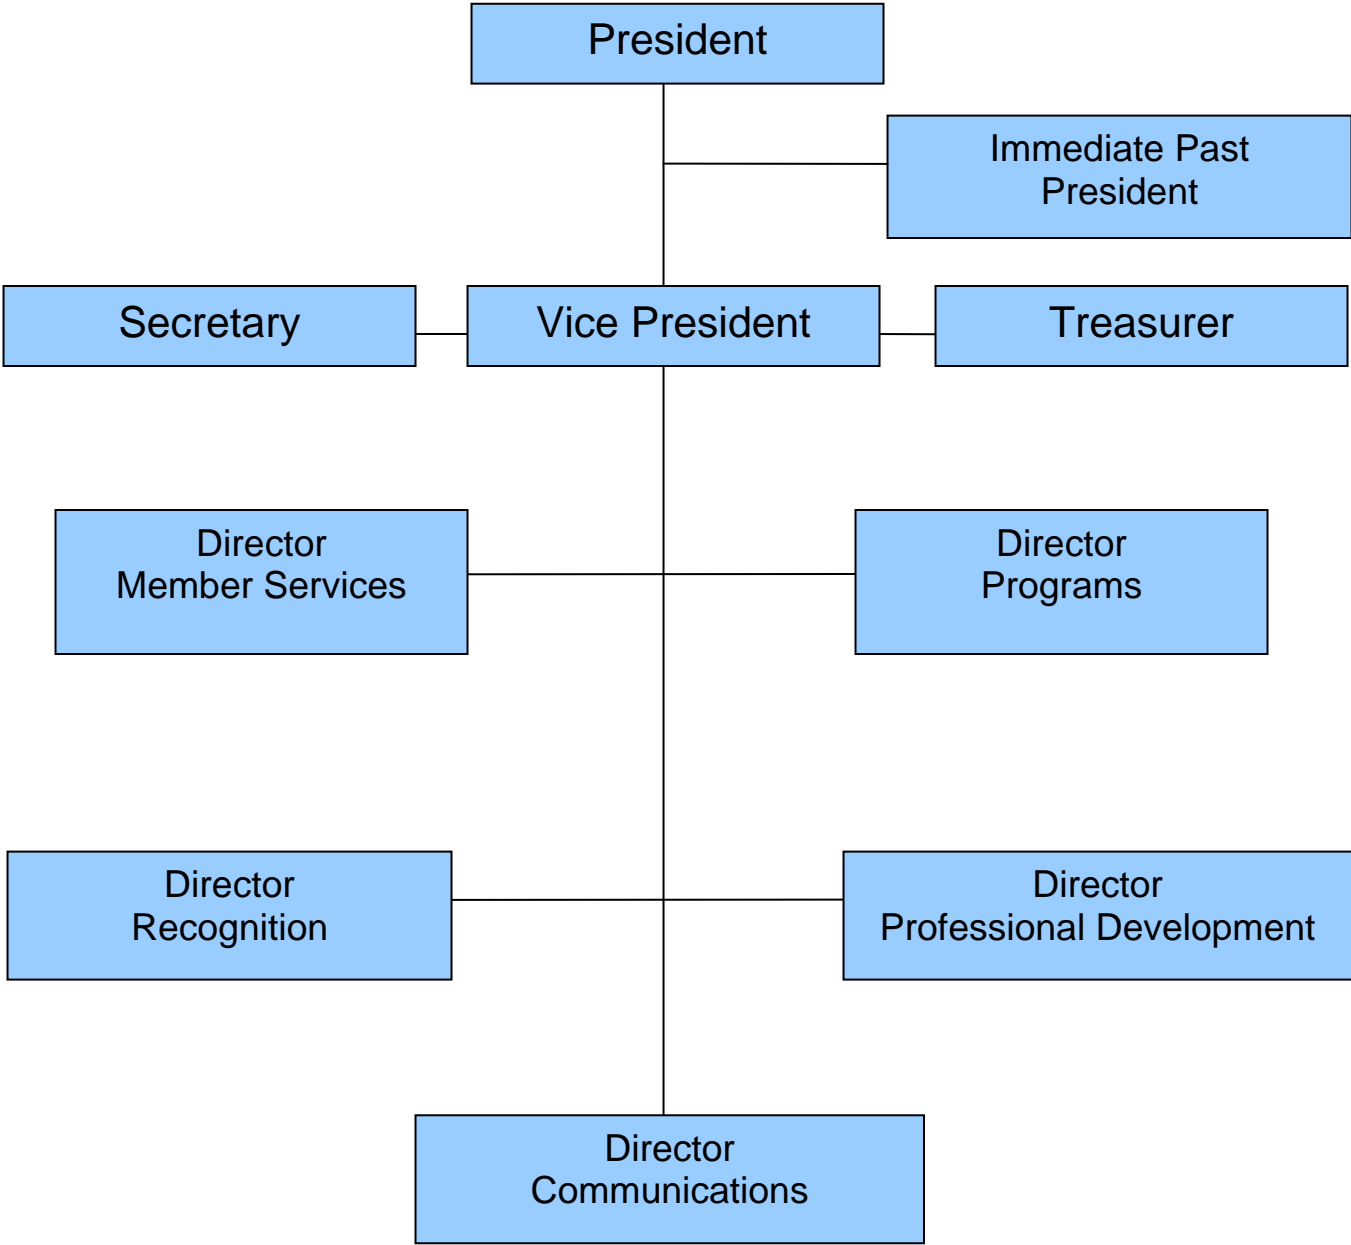 President
Immediate Past
President
Secretary
Vice President
Treasurer
Director
Member Services
Director
Programs
Director
Recognition
Director
Professional Development
Director
Communications